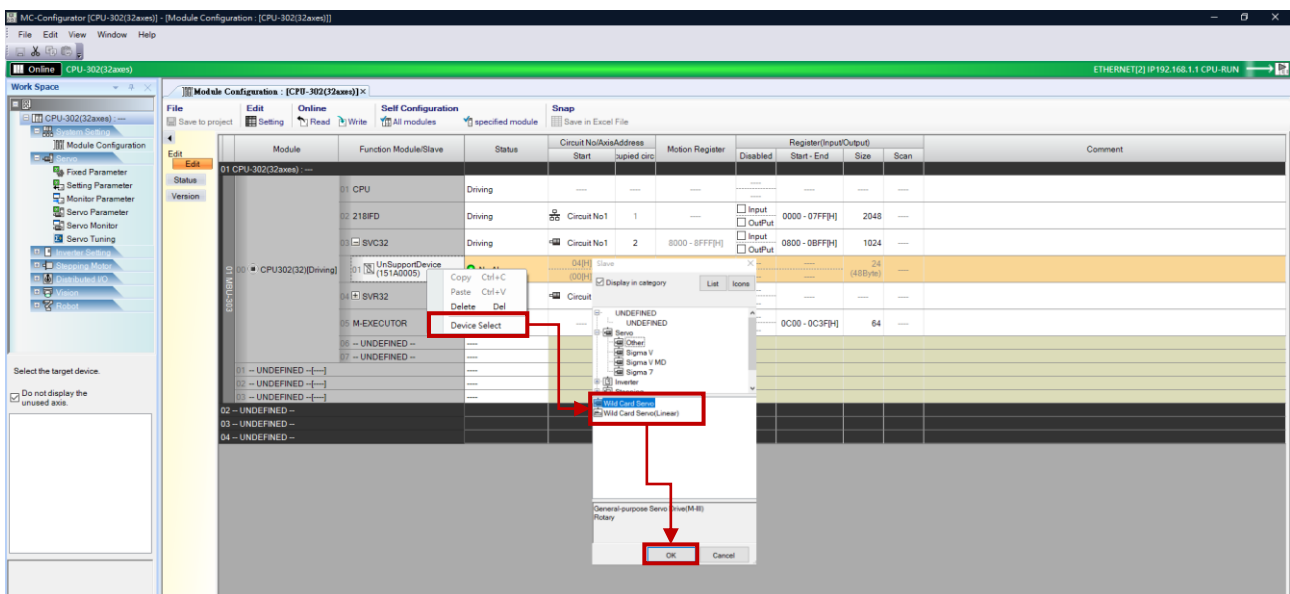 MC-Configurator [CPU-302(32axes)] - [Module Configuration : [CPU-302(32axes)]]
File Edit View Window Help
Online CPU-302(32axes) ETHERNET[2] IP192.168.1.1 CPU-RUN
Work Space
CPU-302(32axes) : ---
System Setting
Module Configuration
Servo
Fixed Parameter
Setting Parameter
Monitor Parameter
Servo Parameter
Servo Monitor
Servo Tuning
Inverter Setting
Stepping Motor
Distributed I/O
Vision
Robot
Select the target device.
Do not display the
unused axis.
Module Configuration : [CPU-302(32axes)]
File Edit Online Self Configuration Snap
Save to project Setting Read Write All modules specified module Save in Excel File
Edit
Edit
Status
Version
Module Function Module/Slave Status Circuit No/AxisAddress Motion Register Register(Input/Output) Comment
Start cupied circ Disabled Start - End Size Scan
01 CPU-302(32axes) : ---
01 MBU-303
00 CPU302(32)[Driving]
01 CPU Driving ---- ---- ---- ---- ---- ---- ----
02 218IFD Driving Circuit No1 1 ---- Input OutPut 0000 - 07FF[H] 2048 ----
03 SVC32 Driving Circuit No1 2 8000 - 8FFF[H] Input OutPut 0800 - 0BFF[H] 1024 ----
01 UnSupportDevice (151A0005) 04[H] (00[H] ---- 24 (48Byte) ----
04 SVR32 Circuit ---- ---- ----
05 M-EXECUTOR ---- 0C00 - 0C3F[H] 64 ----
06 -- UNDEFINED -- ----
07 -- UNDEFINED -- ----
01 -- UNDEFINED --[----] ----
02 -- UNDEFINED --[----] ----
03 -- UNDEFINED --[----] ----
02 -- UNDEFINED --
03 -- UNDEFINED --
04 -- UNDEFINED --
Copy Ctrl+C
Paste Ctrl+V
Delete Del
Device Select
Slave
Display in category List Icons
UNDEFINED
UNDEFINED
Servo
Other
Sigma V
Sigma V MD
Sigma 7
Inverter
Wild Card Servo
Wild Card Servo(Linear)
General-purpose Servo Drive(M-III)
Rotary
OK Cancel